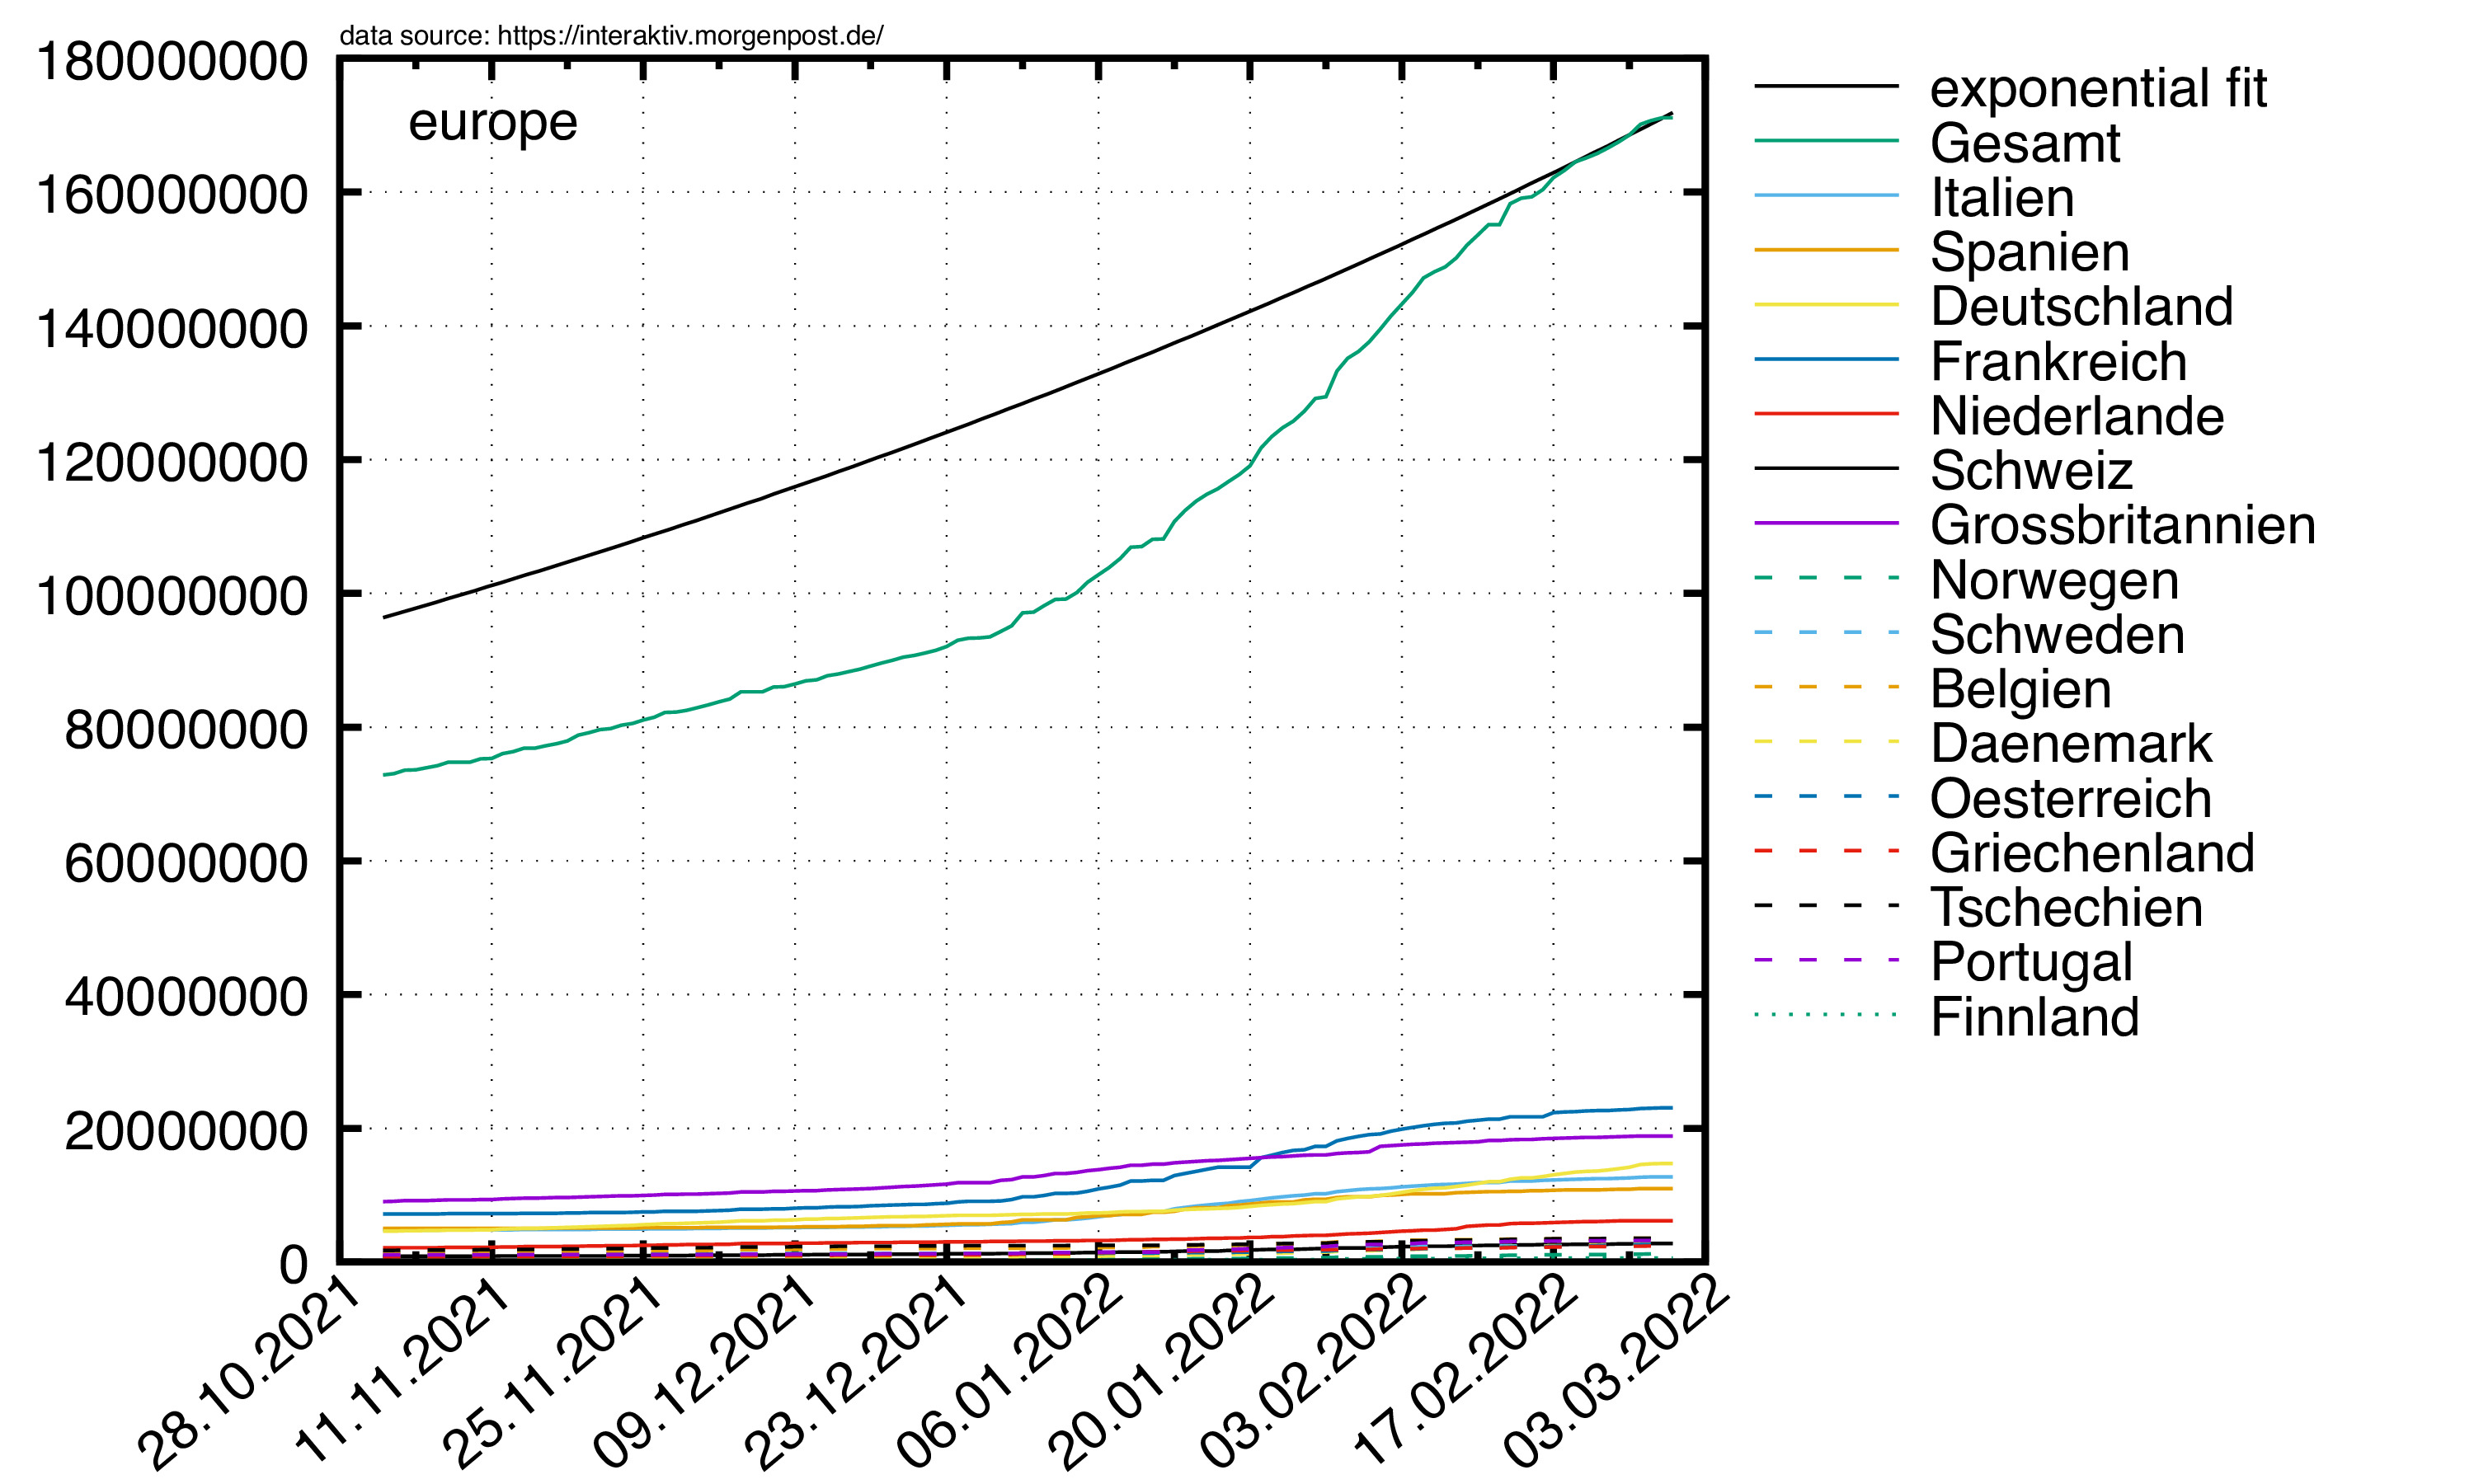 data source: https://interaktiv.morgenpost.de/
180000000
160000000
140000000
120000000
100000000
80000000
60000000
40000000
20000000
0
europe
28.10.2021
11.11.2021
25.11.2021
09.12.2021
23.12.2021
06.01.2022
20.01.2022
03.02.2022
17.02.2022
03.03.2022
exponential fit
Gesamt
Italien
Spanien
Deutschland
Frankreich
Niederlande
Schweiz
Grossbritannien
Norwegen
Schweden
Belgien
Daenemark
Oesterreich
Griechenland
Tschechien
Portugal
Finnland